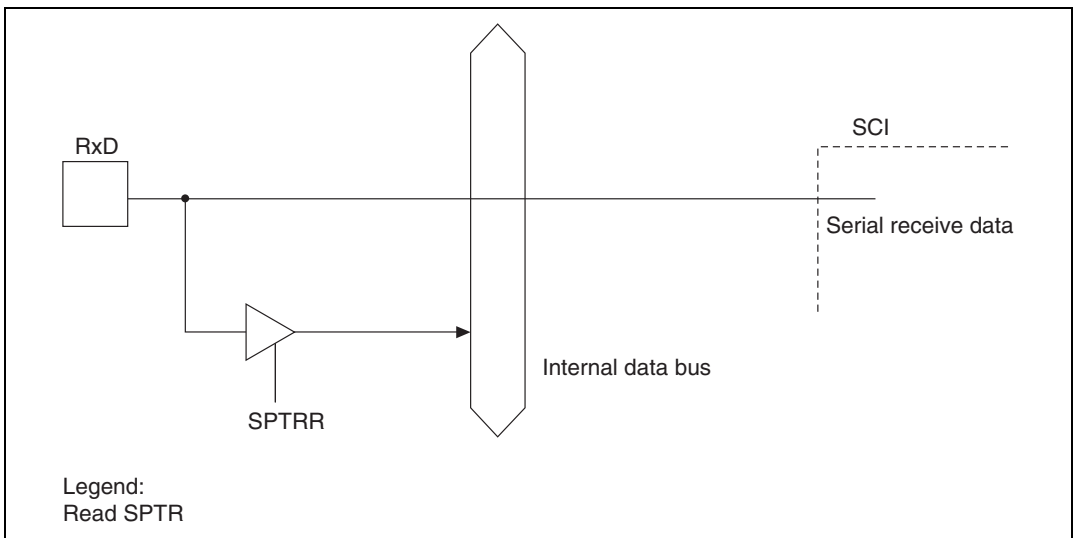 RxD
SCI
Serial receive data
Internal data bus
SPTRR
Legend:
Read SPTR